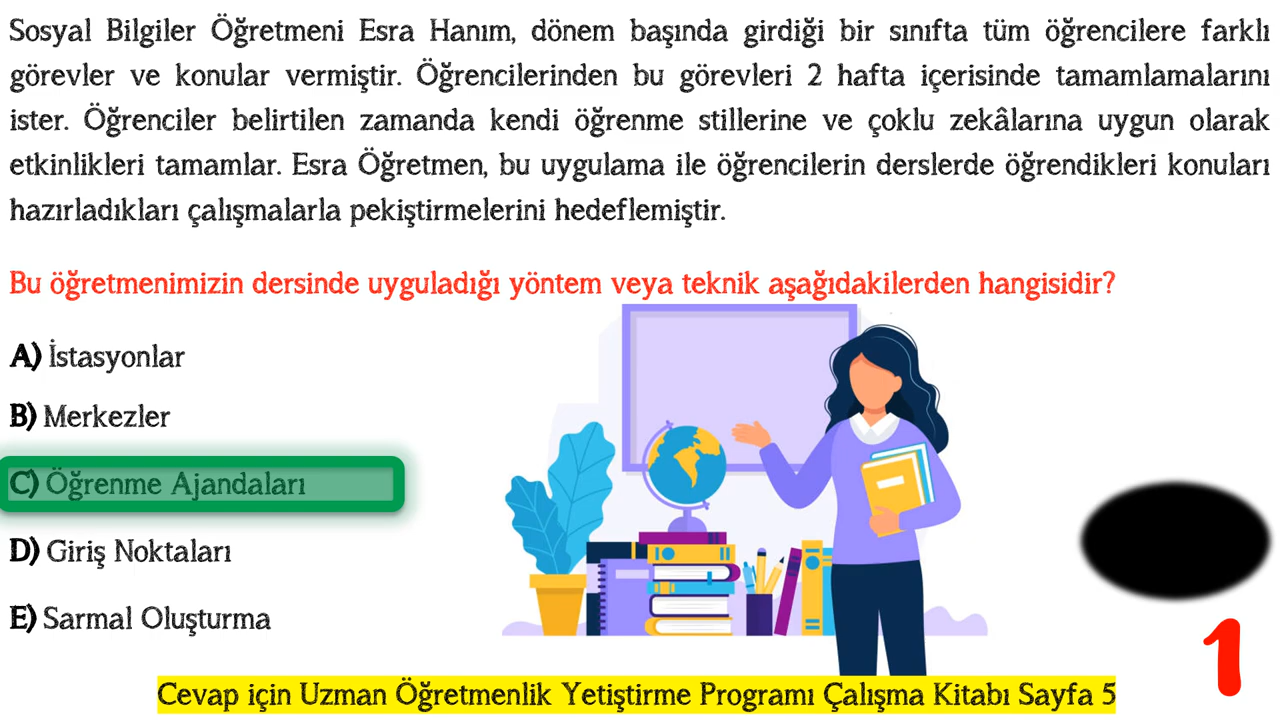 Sosyal Bilgiler Öğretmeni Esra Hanım, dönem başında girdiği bir sınıfta tüm öğrencilere farklı
görevler ve konular vermiştir. Öğrencilerinden bu görevleri 2 hafta içerisinde tamamlamalarını
ister. Öğrenciler belirtilen zamanda kendi öğrenme stillerine ve çoklu zekâlarına uygun olarak
etkinlikleri tamamlar. Esra Öğretmen, bu uygulama ile öğrencilerin derslerde öğrendikleri konuları
hazırladıkları çalışmalarla pekiştirmelerini hedeflemiştir.
Bu öğretmenimizin dersinde uyguladığı yöntem veya teknik aşağıdakilerden hangisidir?
A) İstasyonlar
B) Merkezler
C) Öğrenme Ajandaları
D) Giriş Noktaları
E) Sarmal Oluşturma
1
Cevap için Uzman Öğretmenlik Yetiştirme Programı Çalışma Kitabı Sayfa 5